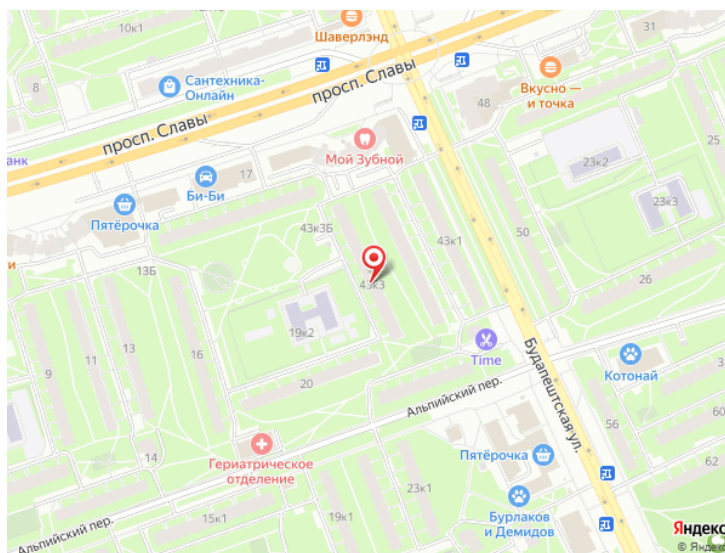 10к1
Шаверлэнд
31
8
Сантехника-
Онлайн
просп. Славы
Вкусно —
и точка
48
просп. Славы
анк
Мой Зубной
17
Би-Би
23к2
23к3
Пятёрочка
43к3Б
43к1
50
и
13Б
43к3
26
19к2
Time
9
11
13
16
Будапештская ул.
Котонай
20
Альпийский пер.
56
60
Гериатрическое
отделение
Пятёрочка
14
62
23к1
Бурлаков
и Демидов
15к1
19к1
Альпийский пер.
Яндекс
© Яндекс